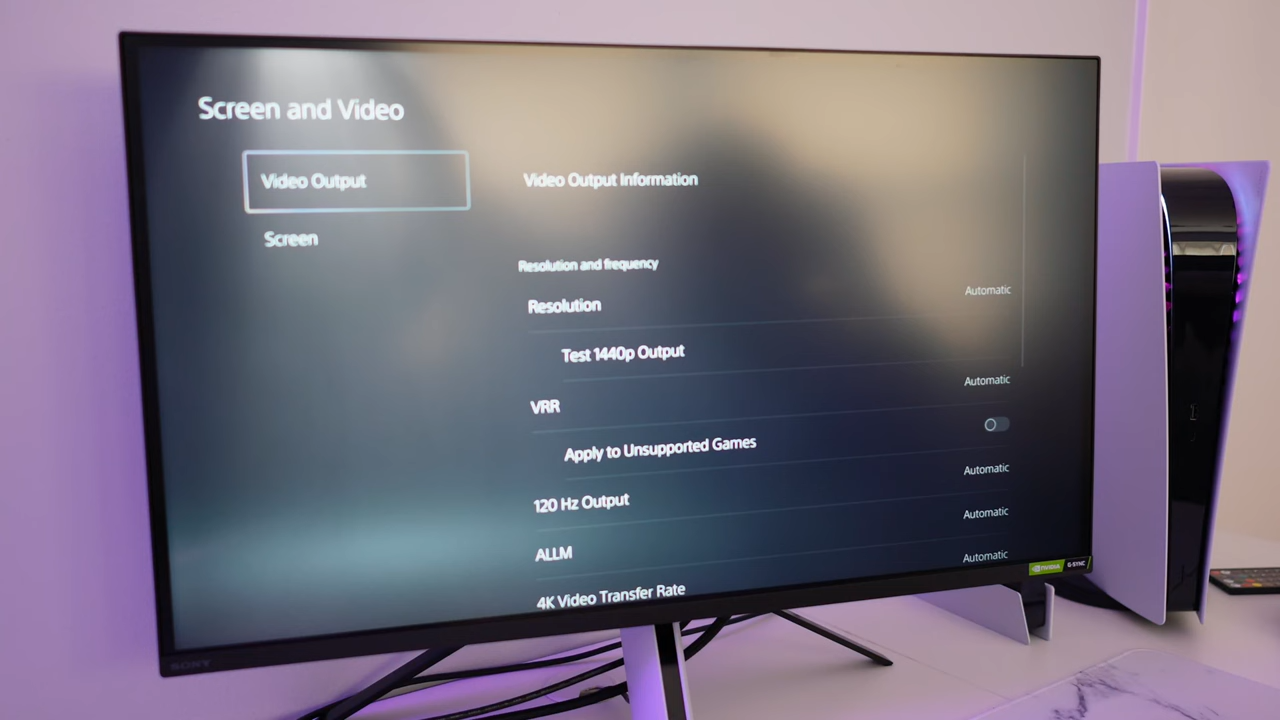 Screen and Video
Video Output
Screen
Video Output Information
Resolution and frequency
Resolution Automatic
Test 1440p Output
VRR Automatic
Apply to Unsupported Games
120 Hz Output Automatic
ALLM Automatic
4K Video Transfer Rate Automatic
NVIDIA G-SYNC
SONY